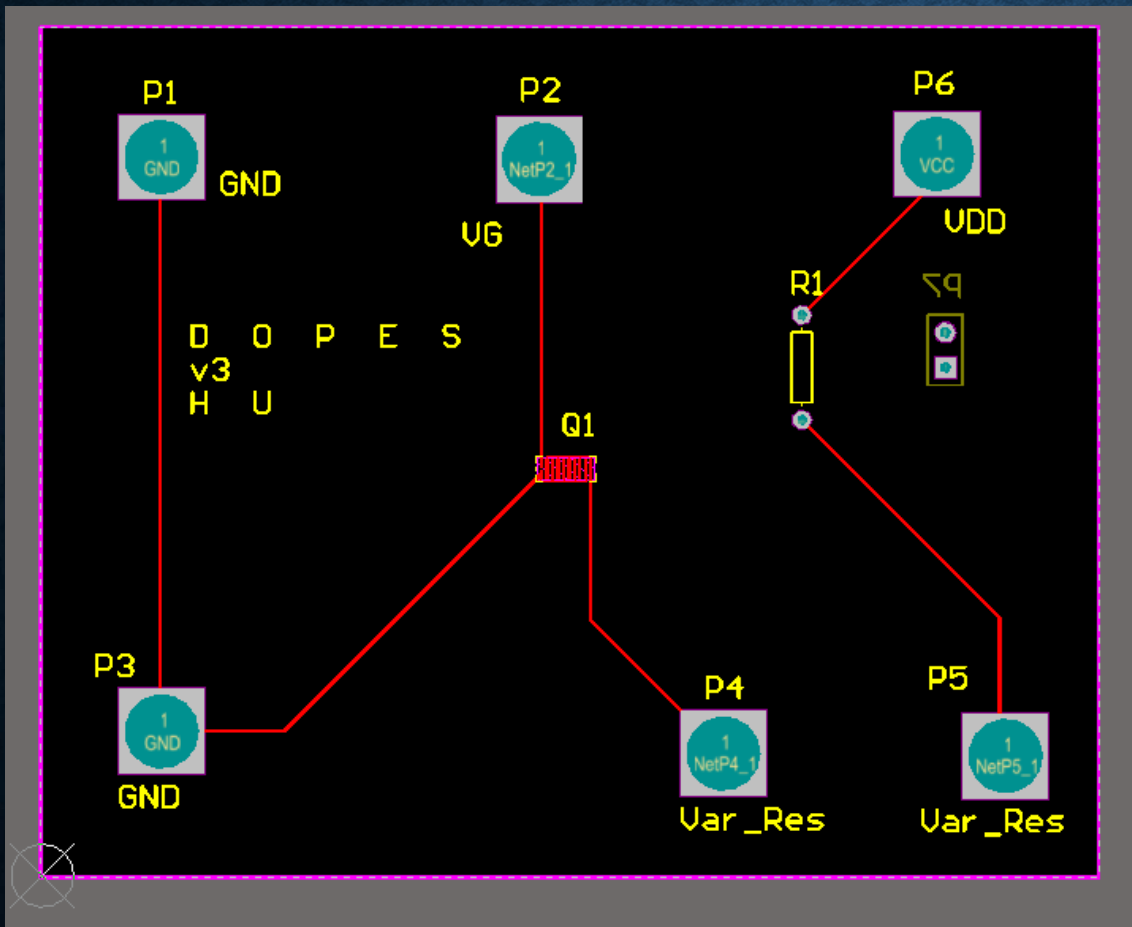 P1
1
GND
GND
P2
1
NetP2_1
VG
P6
1
VCC
VDD
R1
P7
D O P E S
v3
H U
Q1
P3
1
GND
GND
P4
1
NetP4_1
Var_Res
P5
1
NetP5_1
Var_Res